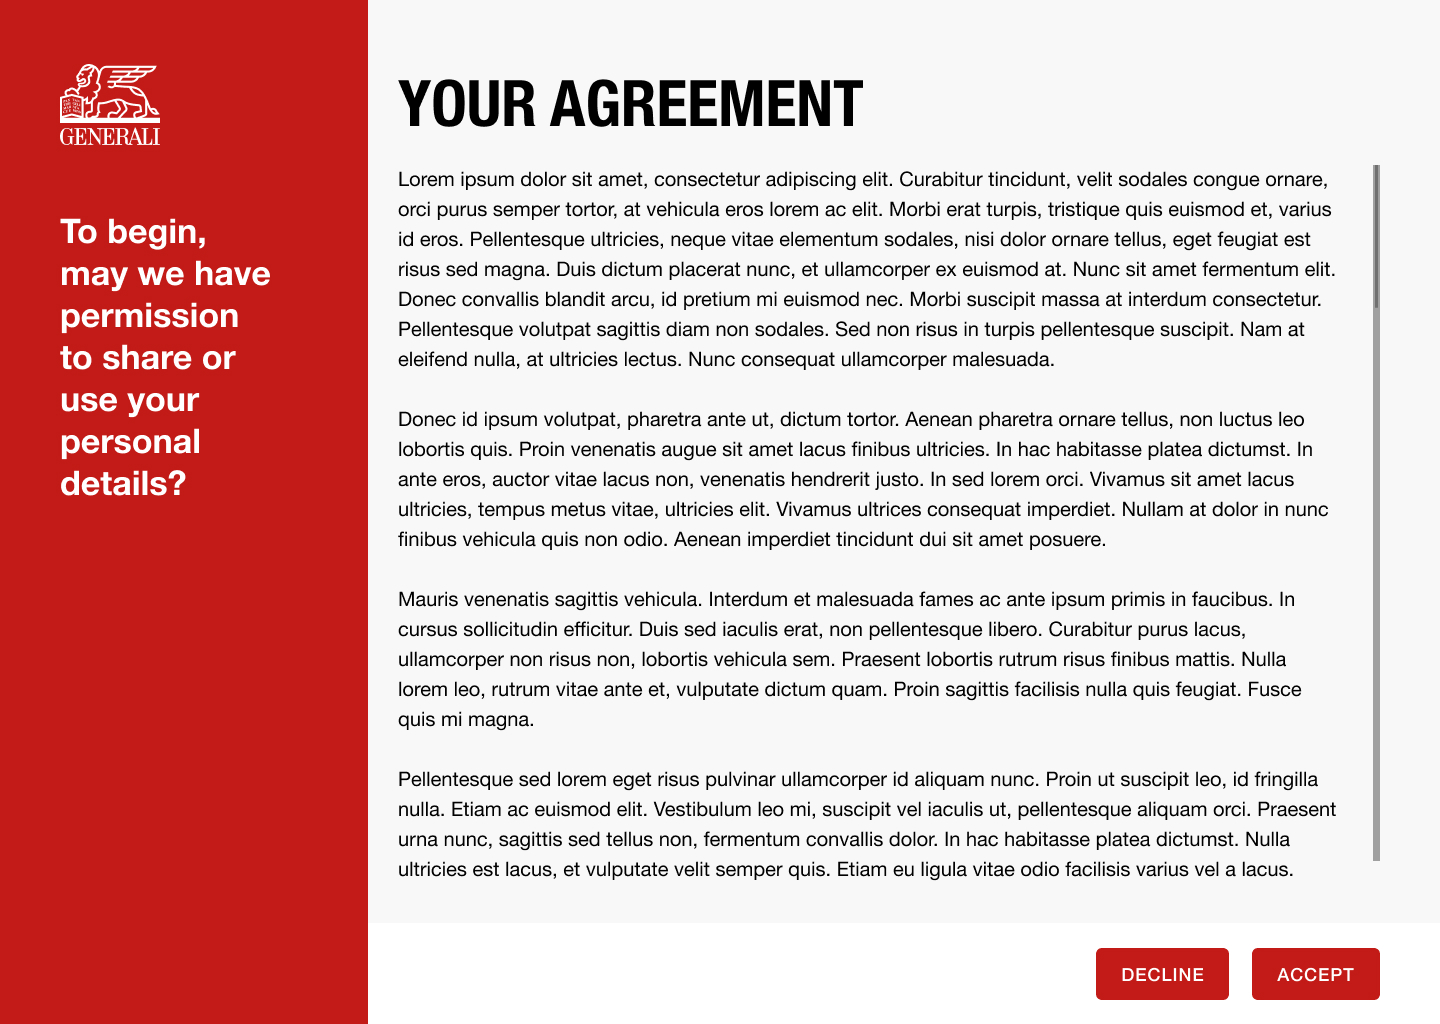 GENERALI
To begin,
may we have
permission
to share or
use your
personal
details?
YOUR AGREEMENT
Lorem ipsum dolor sit amet, consectetur adipiscing elit. Curabitur tincidunt, velit sodales congue ornare,
orci purus semper tortor, at vehicula eros lorem ac elit. Morbi erat turpis, tristique quis euismod et, varius
id eros. Pellentesque ultricies, neque vitae elementum sodales, nisi dolor ornare tellus, eget feugiat est
risus sed magna. Duis dictum placerat nunc, et ullamcorper ex euismod at. Nunc sit amet fermentum elit.
Donec convallis blandit arcu, id pretium mi euismod nec. Morbi suscipit massa at interdum consectetur.
Pellentesque volutpat sagittis diam non sodales. Sed non risus in turpis pellentesque suscipit. Nam at
eleifend nulla, at ultricies lectus. Nunc consequat ullamcorper malesuada.
Donec id ipsum volutpat, pharetra ante ut, dictum tortor. Aenean pharetra ornare tellus, non luctus leo
lobortis quis. Proin venenatis augue sit amet lacus finibus ultricies. In hac habitasse platea dictumst. In
ante eros, auctor vitae lacus non, venenatis hendrerit justo. In sed lorem orci. Vivamus sit amet lacus
ultricies, tempus metus vitae, ultricies elit. Vivamus ultrices consequat imperdiet. Nullam at dolor in nunc
finibus vehicula quis non odio. Aenean imperdiet tincidunt dui sit amet posuere.
Mauris venenatis sagittis vehicula. Interdum et malesuada fames ac ante ipsum primis in faucibus. In
cursus sollicitudin efficitur. Duis sed iaculis erat, non pellentesque libero. Curabitur purus lacus,
ullamcorper non risus non, lobortis vehicula sem. Praesent lobortis rutrum risus finibus mattis. Nulla
lorem leo, rutrum vitae ante et, vulputate dictum quam. Proin sagittis facilisis nulla quis feugiat. Fusce
quis mi magna.
Pellentesque sed lorem eget risus pulvinar ullamcorper id aliquam nunc. Proin ut suscipit leo, id fringilla
nulla. Etiam ac euismod elit. Vestibulum leo mi, suscipit vel iaculis ut, pellentesque aliquam orci. Praesent
urna nunc, sagittis sed tellus non, fermentum convallis dolor. In hac habitasse platea dictumst. Nulla
ultricies est lacus, et vulputate velit semper quis. Etiam eu ligula vitae odio facilisis varius vel a lacus.
DECLINE
ACCEPT